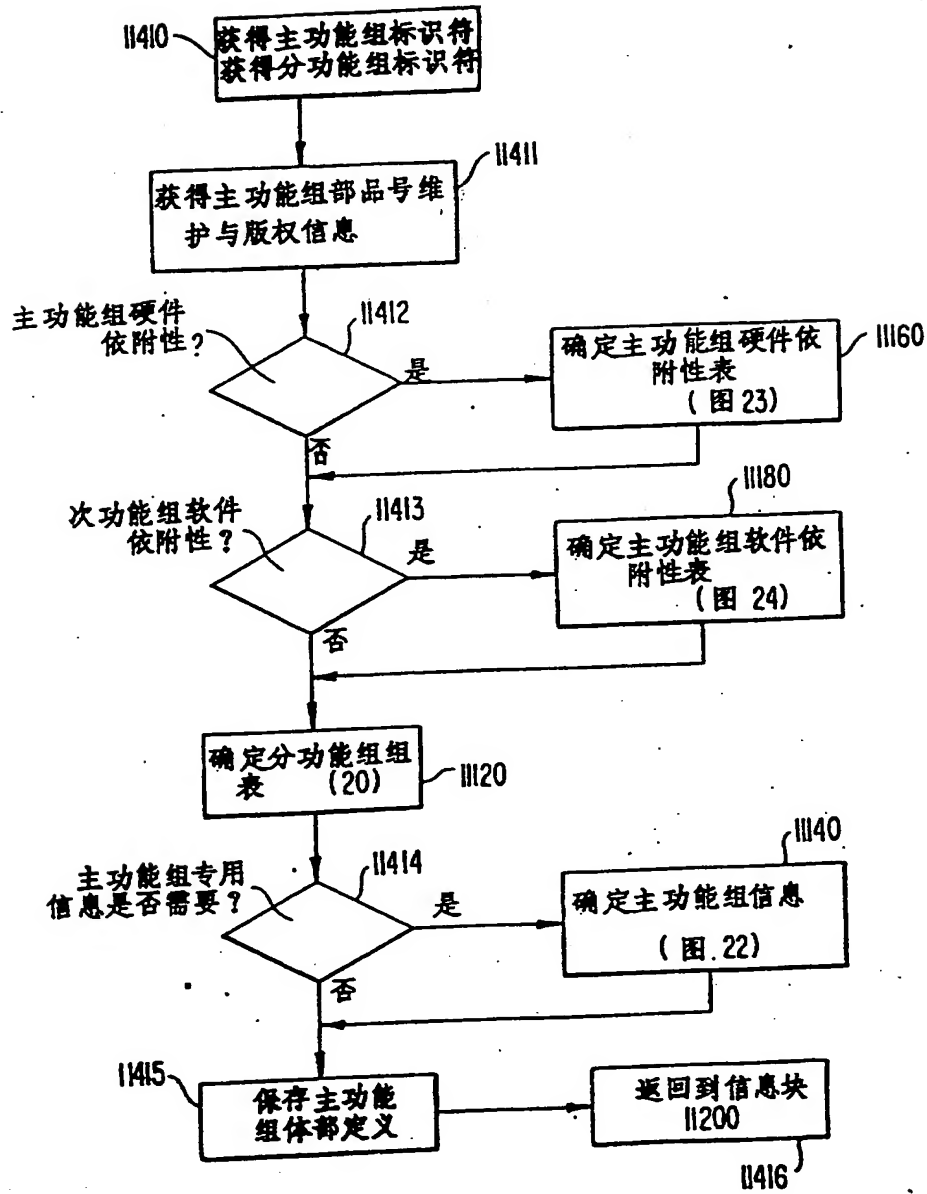 11410
获得主功能组标识符
获得分功能组标识符
11411
获得主功能组部品号维
护与版权信息
主功能组硬件
依附性?
11412
是
确定主功能组硬件依
附性表
(图23)
11160
否
次功能组软件
依附性?
11413
是
11180
确定主功能组软件依
附性表
(图 24)
否
确定分功能组组
表 (20)
11120
主功能组专用
信息是否需要?
11414
是
11140
确定主功能组信息
(图.22)
否
11415
保存主功能
组体部定义
返回到信息块
11200
11416